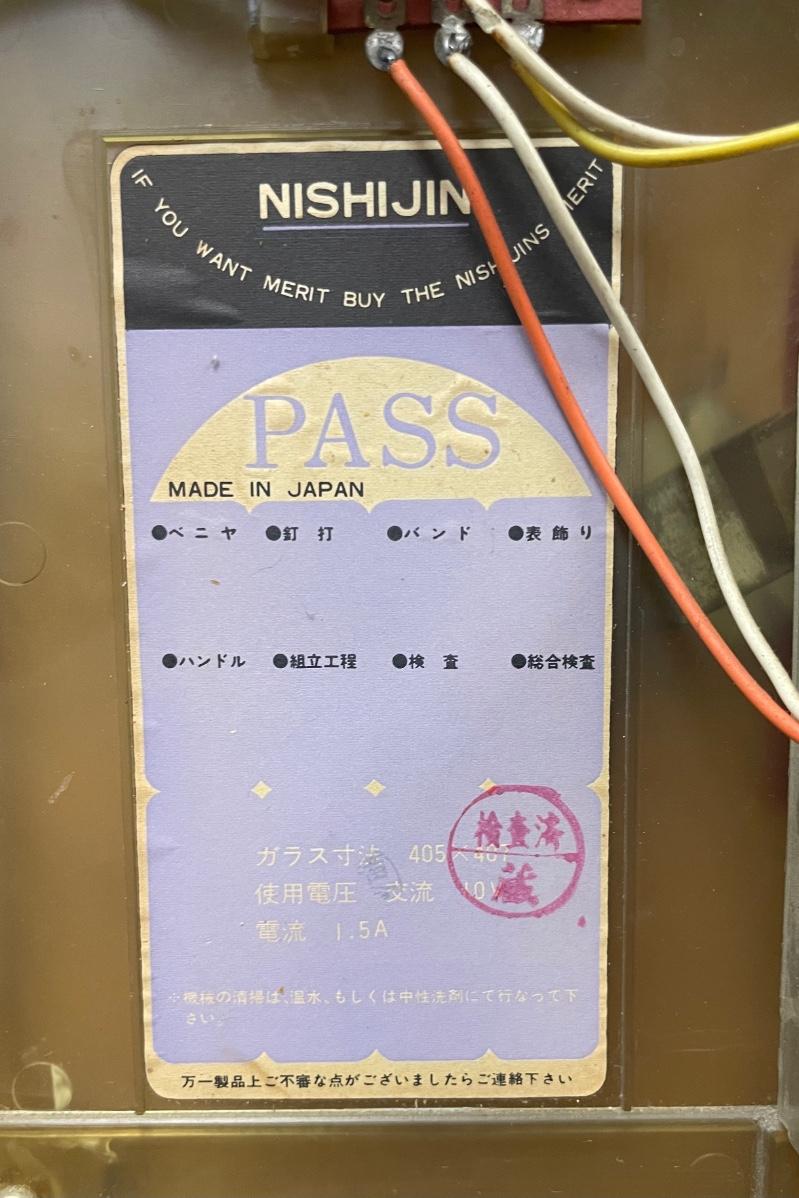 NISHIJIN
IF YOU WANT MERIT BUY THE NISHIJINS MERIT
PASS
MADE IN JAPAN
●ベニヤ ●釘打 ●バンド ●表飾り
●ハンドル ●組立工程 ●検査 ●総合検査
検査済
ガラス寸法 405×407
使用電圧 交流 10V
電流 1.5A
※機械の清掃は、温水、もしくは中性洗剤にて行なって下
さい。
万一製品上ご不審な点がございましたらご連絡下さい